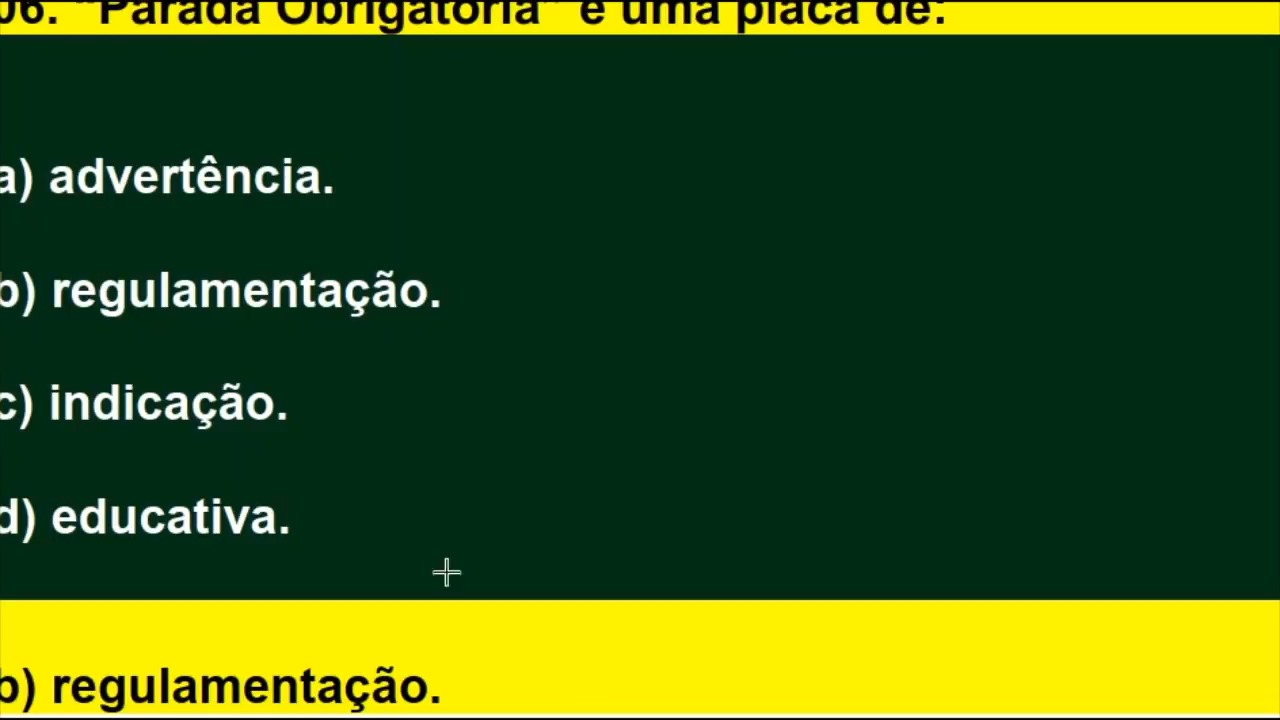 06. "Parada Obrigatória" é uma placa de:
a) advertência.
b) regulamentação.
c) indicação.
d) educativa.
b) regulamentação.